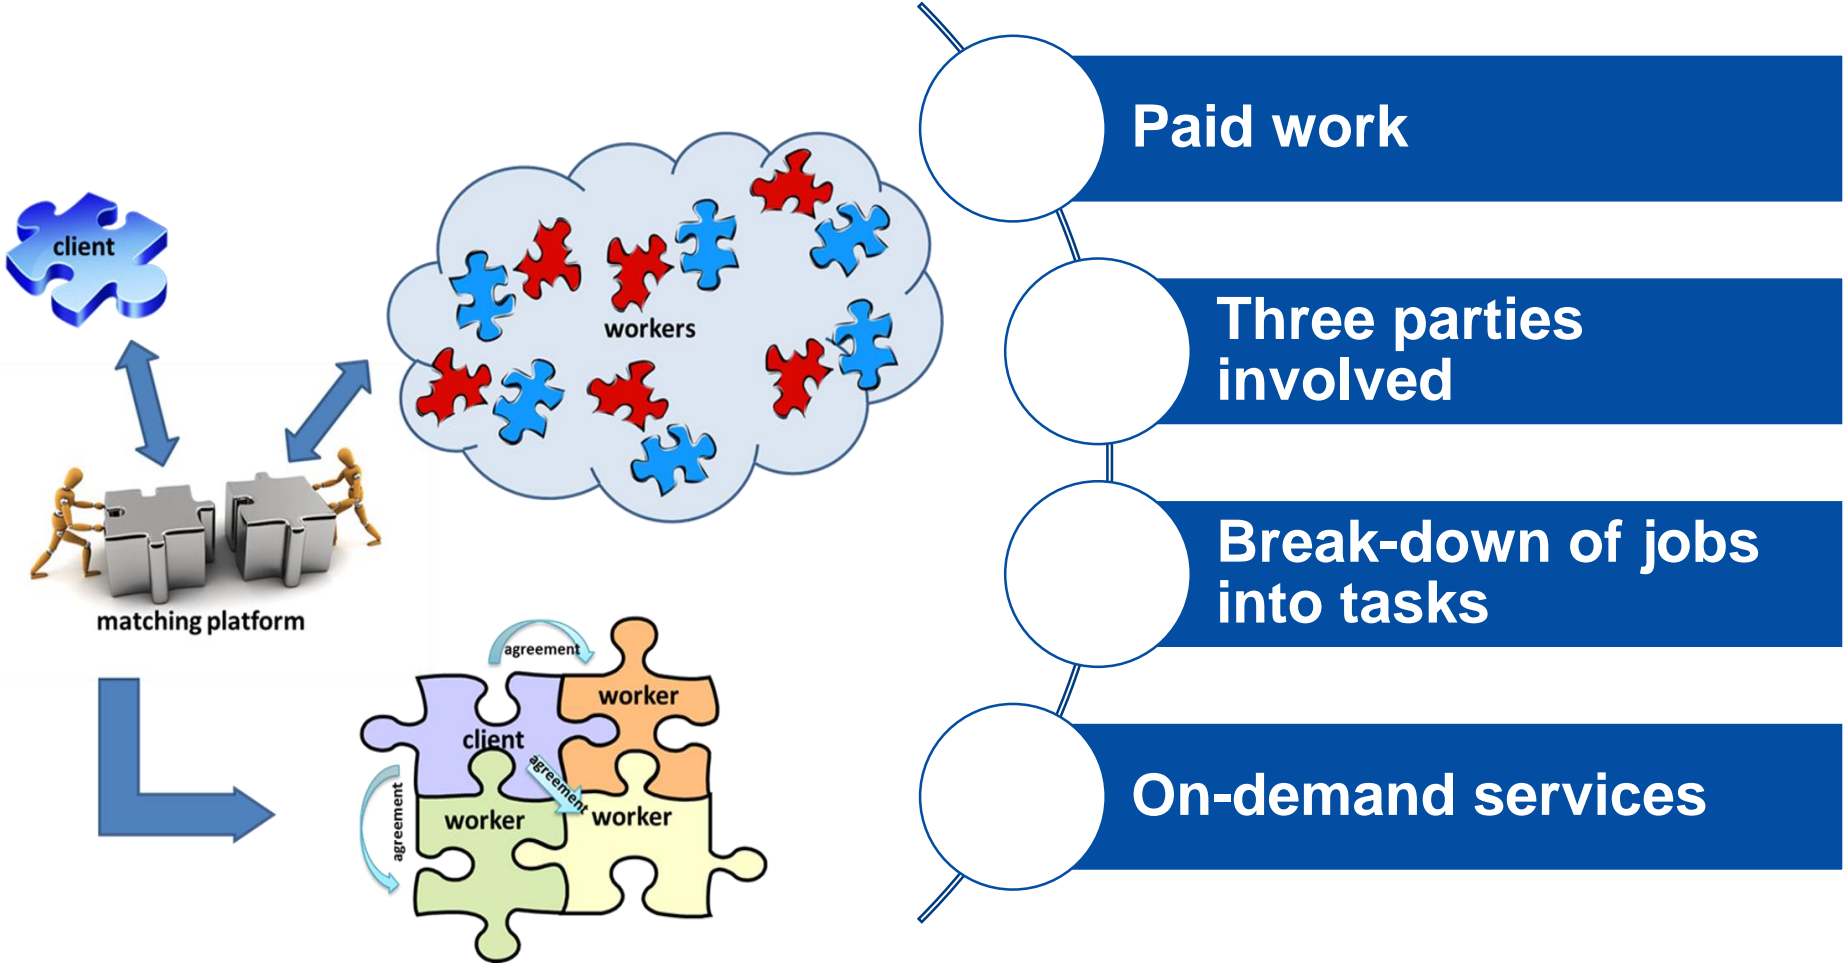 client
workers
matching platform
agreement
worker
client
agreement
agreement
worker
worker
Paid work
Three parties
involved
Break-down of jobs
into tasks
On-demand services